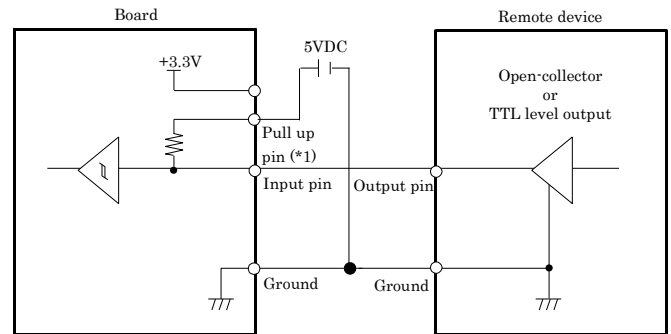 Board
Remote device
5VDC
+3.3V
Open-collector
or
TTL level output
Pull up
pin (*1)
Input pin
Output pin
Ground
Ground